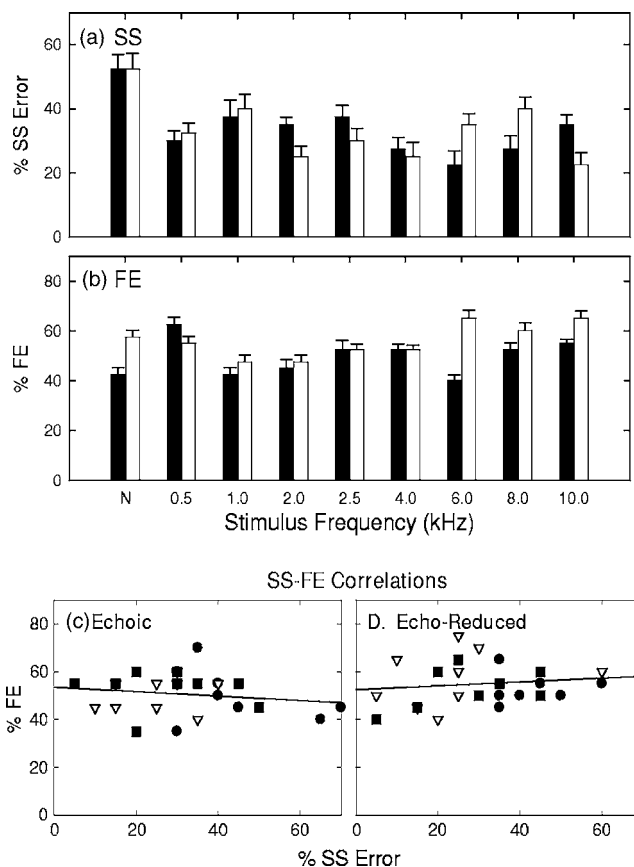 (a) SS
60
40
20
0
% SS Error
(b) FE
80
60
40
20
0
% FE
N 0.5 1.0 2.0 2.5 4.0 6.0 8.0 10.0
Stimulus Frequency (kHz)
SS-FE Correlations
(c) Echoic
D. Echo-Reduced
80
60
40
20
0
% FE
20 40 60
0 20 40 60
% SS Error